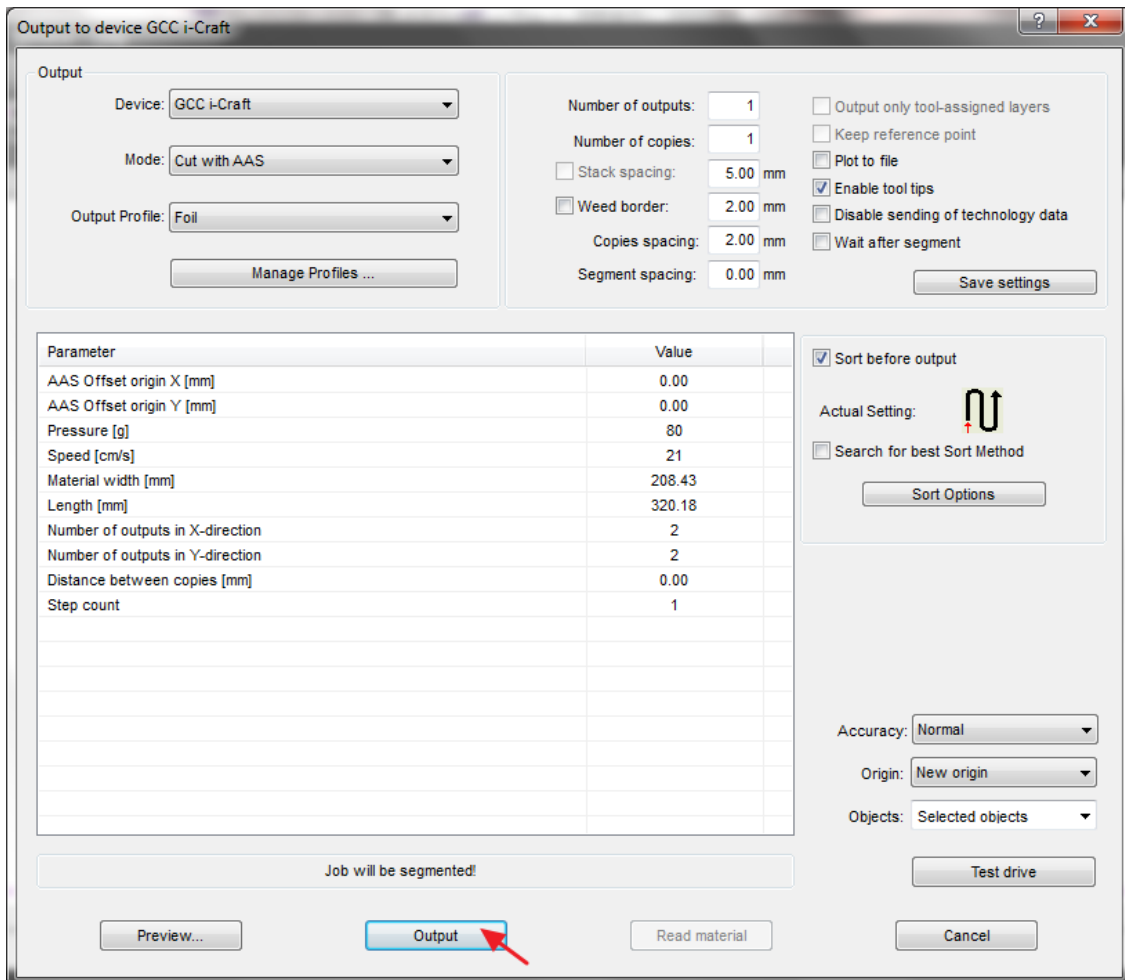 Output to device GCC i-Craft
Output
Device: GCC i-Craft
Mode: Cut with AAS
Output Profile: Foil
Manage Profiles ...
Number of outputs: 1
Number of copies: 1
Stack spacing: 5.00 mm
Weed border: 2.00 mm
Copies spacing: 2.00 mm
Segment spacing: 0.00 mm
Output only tool-assigned layers
Keep reference point
Plot to file
Enable tool tips
Disable sending of technology data
Wait after segment
Save settings
Parameter Value
AAS Offset origin X [mm] 0.00
AAS Offset origin Y [mm] 0.00
Pressure [g] 80
Speed [cm/s] 21
Material width [mm] 208.43
Length [mm] 320.18
Number of outputs in X-direction 2
Number of outputs in Y-direction 2
Distance between copies [mm] 0.00
Step count 1
Sort before output
Actual Setting:
Search for best Sort Method
Sort Options
Accuracy: Normal
Origin: New origin
Objects: Selected objects
Job will be segmented!
Test drive
Preview...
Output
Read material
Cancel